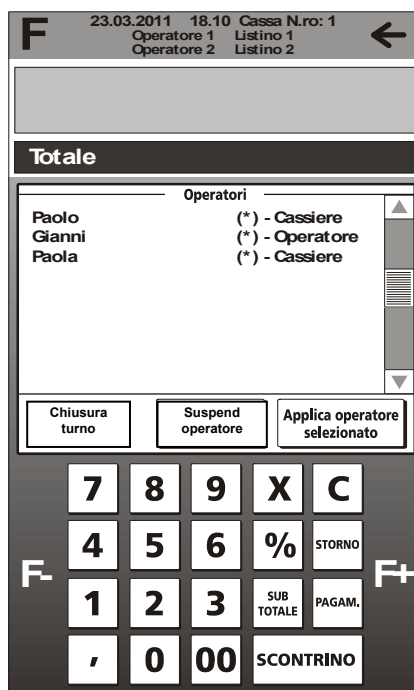 F
23.03.2011 18.10 Cassa N.ro: 1
Operatore 1 Listino 1
Operatore 2 Listino 2
Totale
Operatori
Paolo (*) - Cassiere
Gianni (*) - Operatore
Paola (*) - Cassiere
Chiusura turno
Suspend operatore
Applica operatore selezionato
7 8 9 X C
4 5 6 % STORNO
F- F+
1 2 3 SUB TOTALE PAGAM.
, 0 00 SCONTRINO